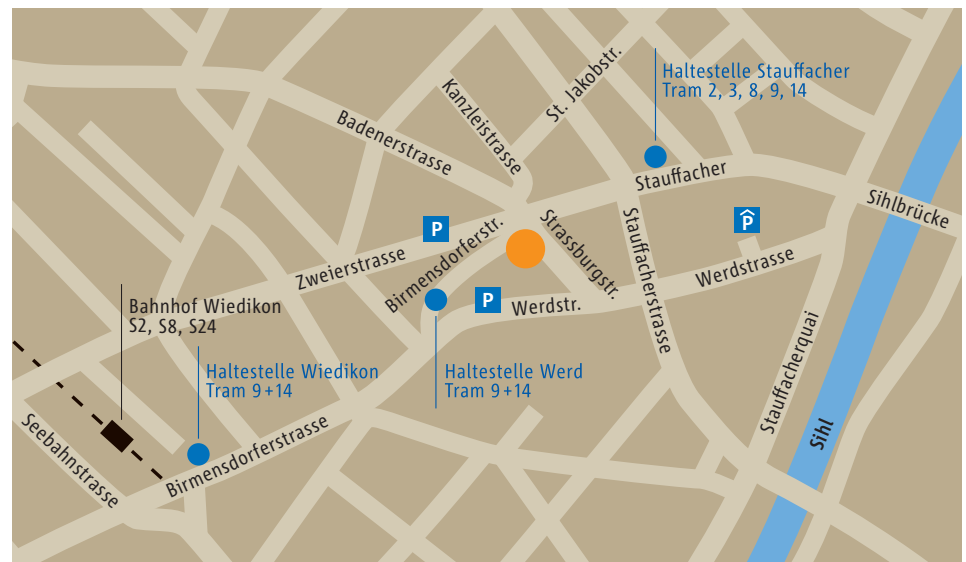 St. Jakobstr.
Haltestelle Stauffacher
Tram 2, 3, 8, 9, 14
Kanzleistrasse
Badenerstrasse
Stauffacher
Sihlbrücke
P
P
Strassburgstr.
Birmensdorferstr.
Zweierstrasse
Stauffacherstrasse
Werdstrasse
P
Werdstr.
Bahnhof Wiedikon
S2, S8, S24
Haltestelle Wiedikon
Tram 9+14
Haltestelle Werd
Tram 9+14
Stauffacherquai
Sihl
Seebahnstrasse
Birmensdorferstrasse